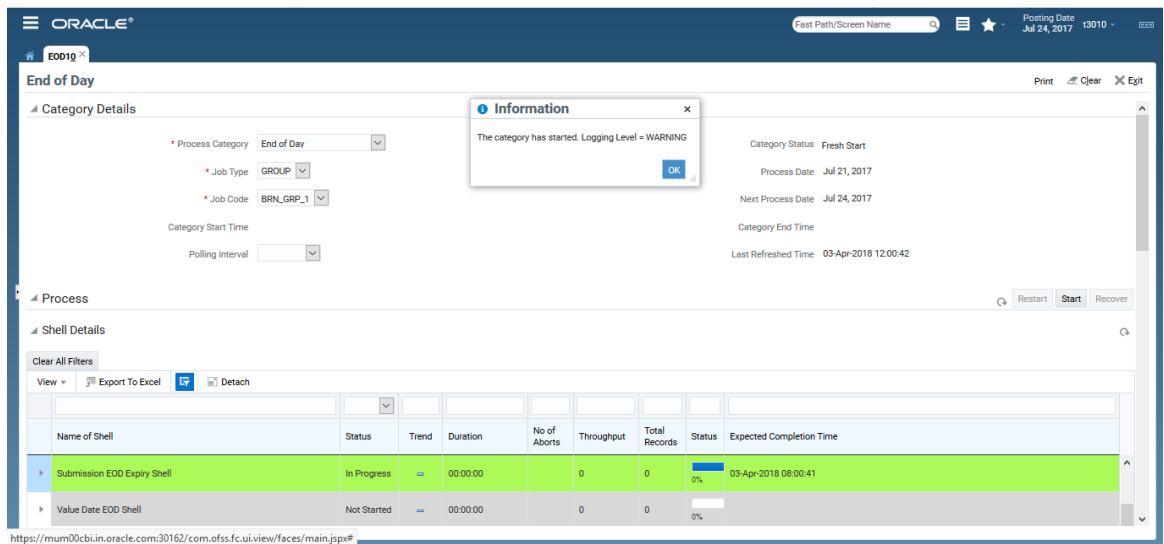 ORACLE®
Fast Path/Screen Name
Posting Date
Jul 24, 2017
t3010
EOD10
End of Day
Print
Clear
Exit
Category Details
Information
The category has started. Logging Level = WARNING
OK
* Process Category End of Day
Category Status Fresh Start
* Job Type GROUP
Process Date Jul 21, 2017
* Job Code BRN_GRP_1
Next Process Date Jul 24, 2017
Category Start Time
Category End Time
Polling Interval
Last Refreshed Time 03-Apr-2018 12:00:42
Process
Restart Start Recover
Shell Details
Clear All Filters
View Export To Excel Detach
Name of Shell Status Trend Duration No of Aborts Throughput Total Records Status Expected Completion Time
Submission EOD Expiry Shell In Progress 00:00:00 0 0 0% 03-Apr-2018 08:00:41
Value Date EOD Shell Not Started 00:00:00 0 0 0%
https://mum00cbi.in.oracle.com:30162/com.ofss.fc.ui.view/faces/main.jspx#